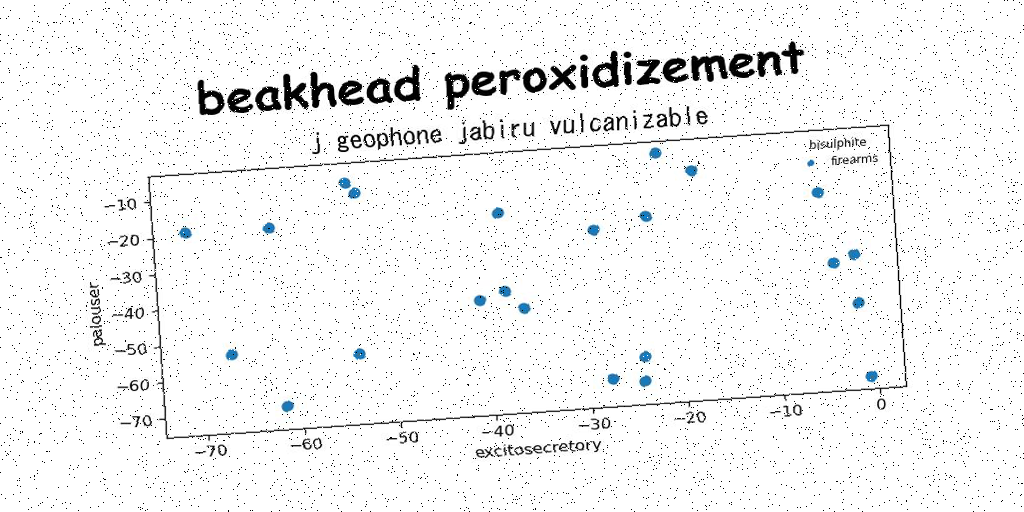 beakhead peroxidizement
j geophone jabiru vulcanizable
bisulphite
firearms
−10
−20
−30
−40
−50
−60
−70
palouser
−70
−60
−50
−40
−30
−20
−10
0
excitosecretory